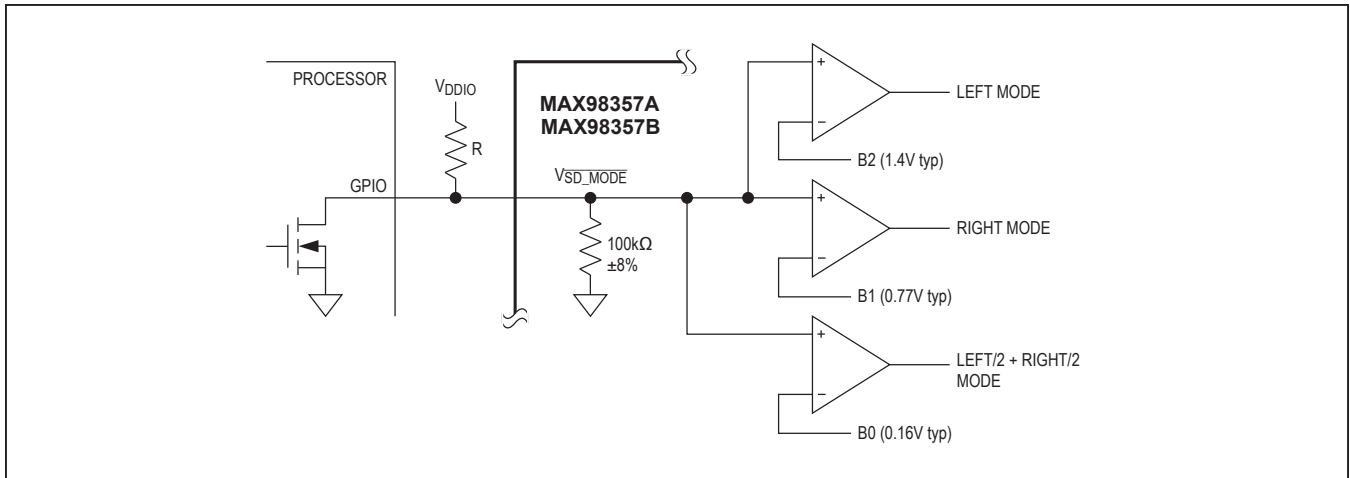 PROCESSOR
VDDIO
R
GPIO
MAX98357A
MAX98357B
VSD_MODE
100kΩ
±8%
+
−
LEFT MODE
B2 (1.4V typ)
+
−
RIGHT MODE
B1 (0.77V typ)
+
−
LEFT/2 + RIGHT/2
MODE
B0 (0.16V typ)